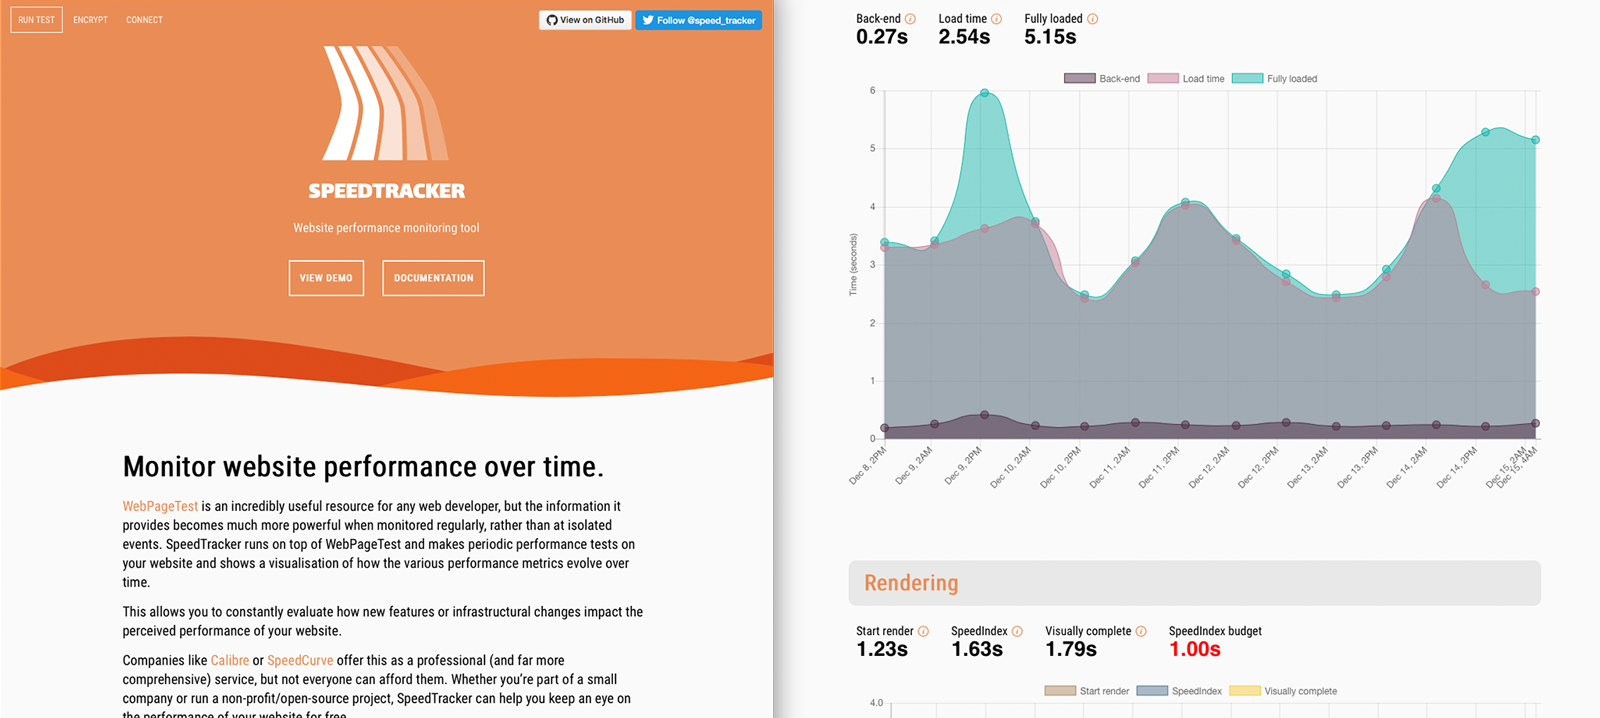 RUN TEST ENCRYPT CONNECT
View on GitHub Follow @speed_tracker
SPEEDTRACKER
Website performance monitoring tool
VIEW DEMO DOCUMENTATION
Monitor website performance over time.
WebPageTest is an incredibly useful resource for any web developer, but the information it
provides becomes much more powerful when monitored regularly, rather than at isolated
events. SpeedTracker runs on top of WebPageTest and makes periodic performance tests on
your website and shows a visualisation of how the various performance metrics evolve over
time.
This allows you to constantly evaluate how new features or infrastructural changes impact the
perceived performance of your website.
Companies like Calibre or SpeedCurve offer this as a professional (and far more
comprehensive) service, but not everyone can afford them. Whether you're part of a small
company or run a non-profit/open-source project, SpeedTracker can help you keep an eye on
the performance of your website for free.
Back-end Load time Fully loaded
0.27s 2.54s 5.15s
Back-end Load time Fully loaded
6
5
4
3
2
1
0
Time (seconds)
Dec 8, 2PM
Dec 9, 2AM
Dec 9, 2PM
Dec 10, 2AM
Dec 10, 2PM
Dec 11, 2AM
Dec 11, 2PM
Dec 12, 2AM
Dec 12, 2PM
Dec 13, 2AM
Dec 13, 2PM
Dec 14, 2AM
Dec 14, 2PM
Dec 15, 2AM
Dec 15, 4AM
Rendering
Start render SpeedIndex Visually complete SpeedIndex budget
1.23s 1.63s 1.79s 1.00s
Start render SpeedIndex Visually complete
4.0